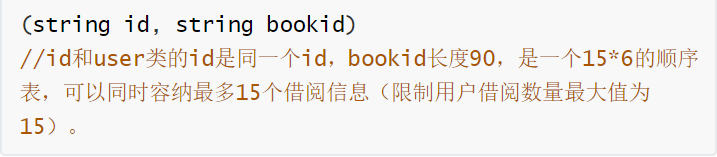 (string id, string bookid)
//id和user类的id是同一个id，bookid长度90，是一个15*6的顺序
表，可以同时容纳最多15个借阅信息（限制用户借阅数量最大值为
15）。